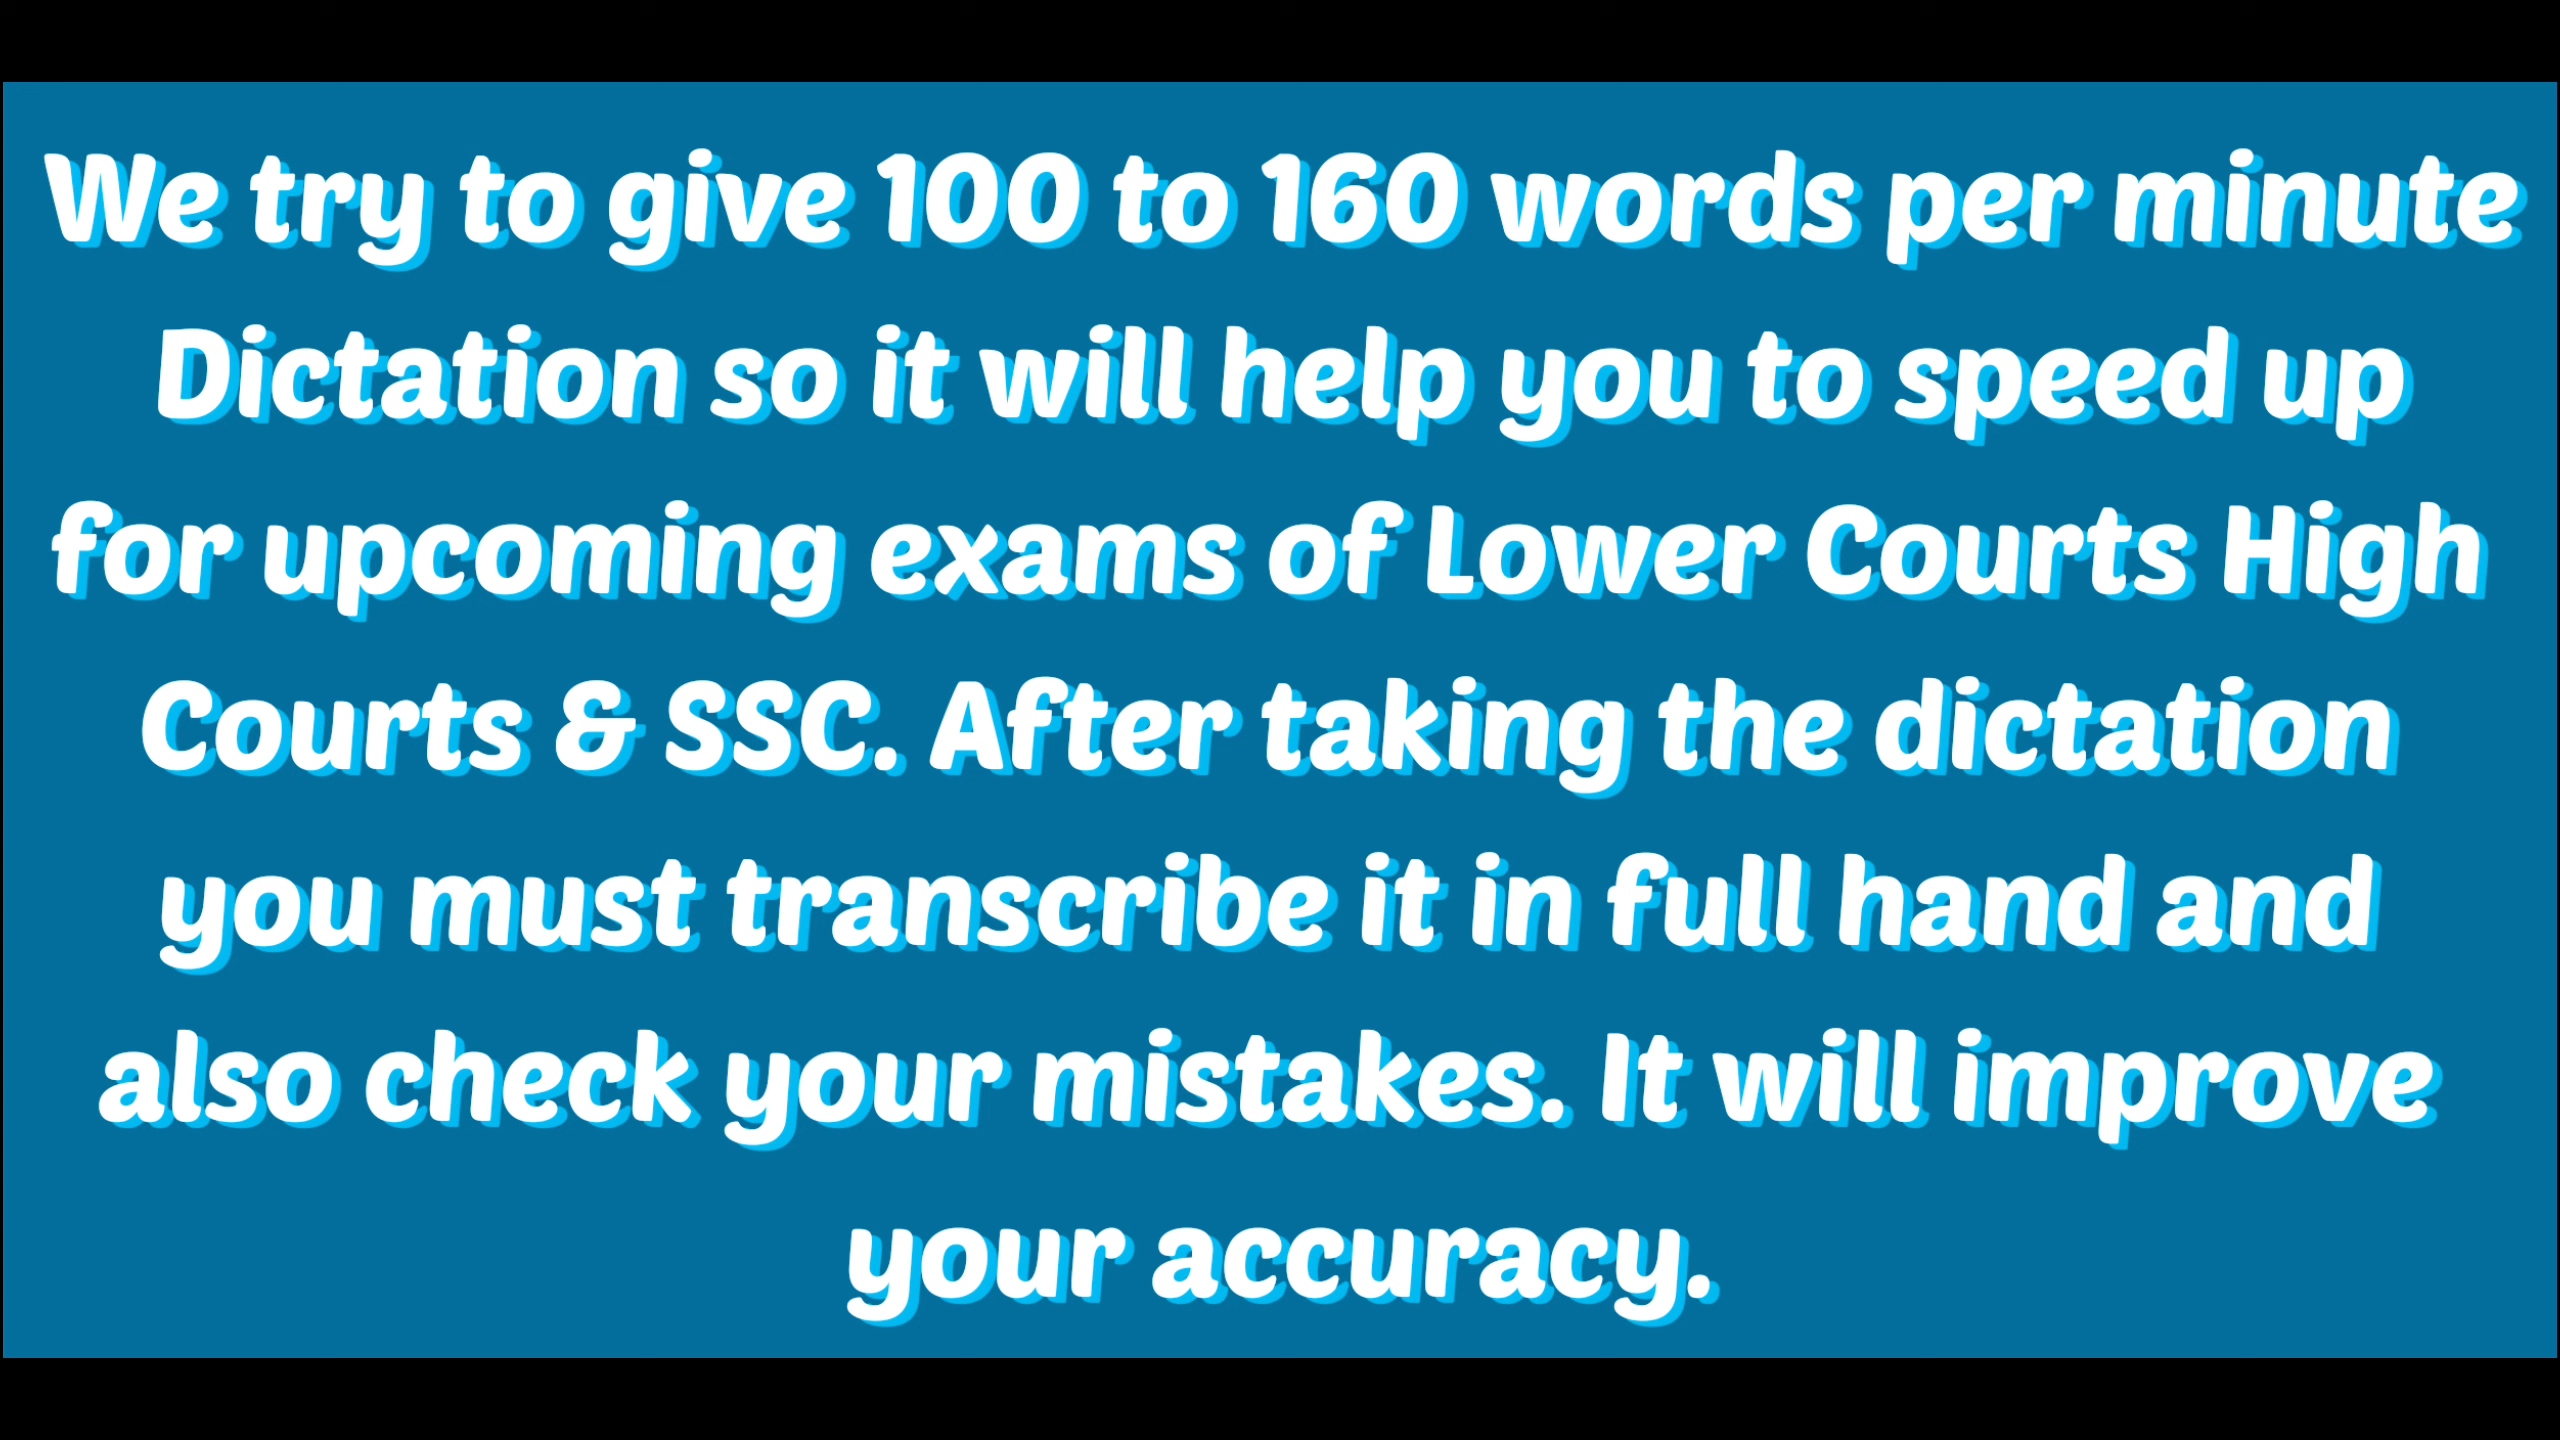 We try to give 100 to 160 words per minute
Dictation so it will help you to speed up
for upcoming exams of Lower Courts High
Courts & SSC. After taking the dictation
you must transcribe it in full hand and
also check your mistakes. It will improve
your accuracy.